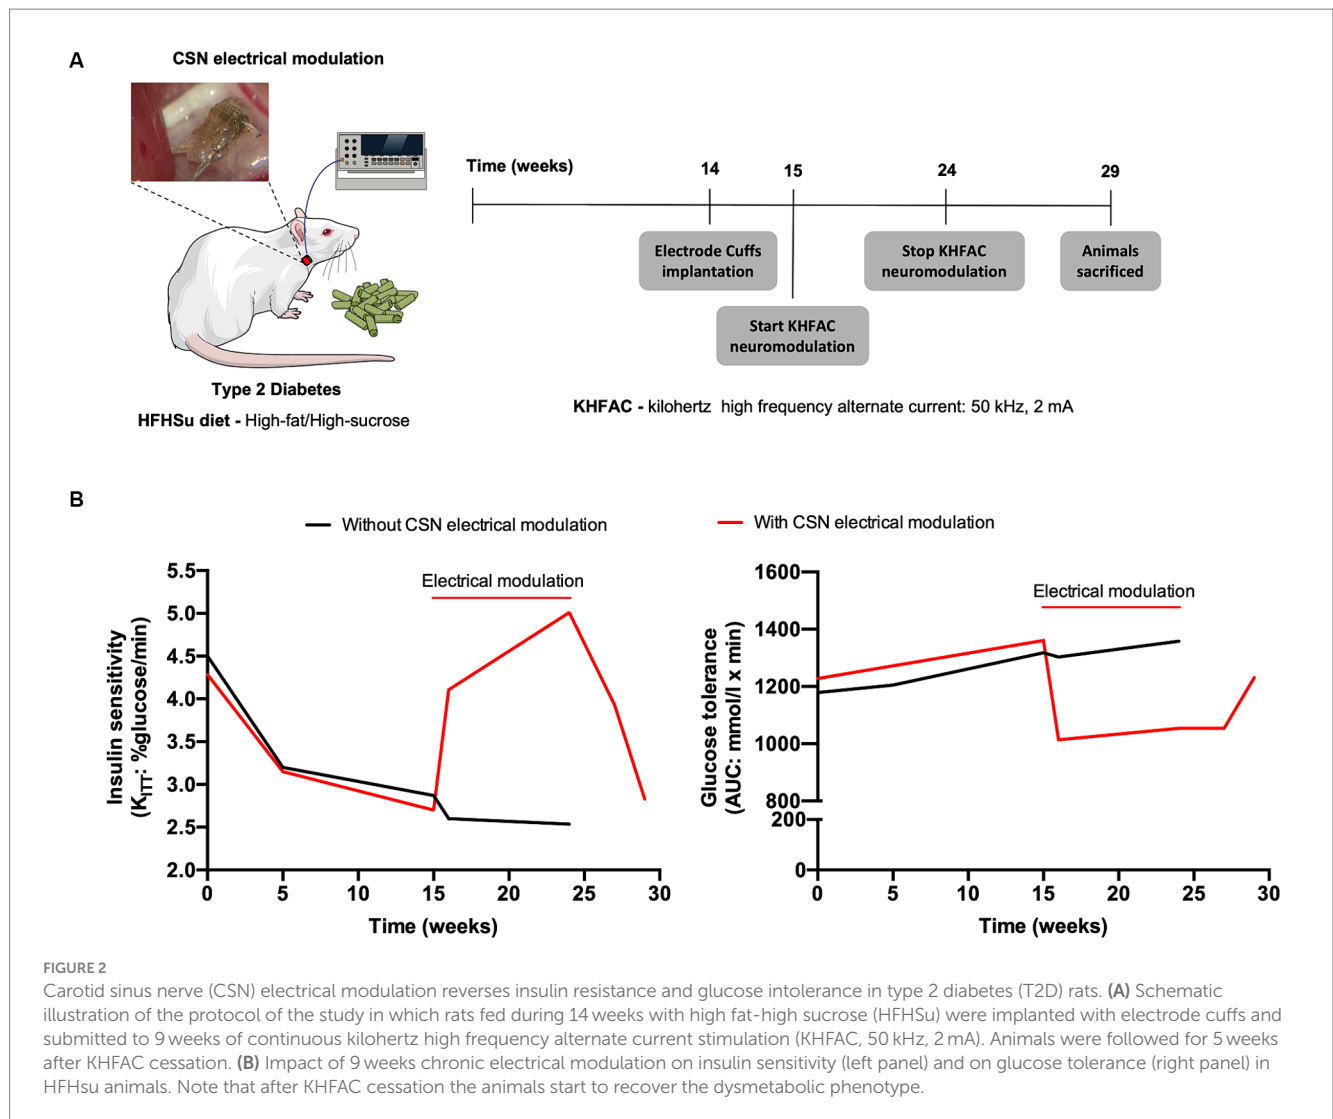 A
CSN electrical modulation
Type 2 Diabetes
HFHSu diet - High-fat/High-sucrose
Time (weeks)
14
15
24
29
Electrode Cuffs
implantation
Start KHFAC
neuromodulation
Stop KHFAC
neuromodulation
Animals
sacrificed
KHFAC - kilohertz high frequency alternate current: 50 kHz, 2 mA
B
Without CSN electrical modulation
With CSN electrical modulation
Insulin sensitivity
(KITT: %glucose/min)
5.5
5.0
4.5
4.0
3.5
3.0
2.5
2.0
Electrical modulation
0 5 10 15 20 25 30
Time (weeks)
Glucose tolerance
(AUC: mmol/l x min)
1600
1400
1200
1000
800
200
0
Electrical modulation
0 5 10 15 20 25 30
Time (weeks)
FIGURE 2
Carotid sinus nerve (CSN) electrical modulation reverses insulin resistance and glucose intolerance in type 2 diabetes (T2D) rats. (A) Schematic
illustration of the protocol of the study in which rats fed during 14 weeks with high fat-high sucrose (HFHSu) were implanted with electrode cuffs and
submitted to 9 weeks of continuous kilohertz high frequency alternate current stimulation (KHFAC, 50 kHz, 2 mA). Animals were followed for 5 weeks
after KHFAC cessation. (B) Impact of 9 weeks chronic electrical modulation on insulin sensitivity (left panel) and on glucose tolerance (right panel) in
HFHsu animals. Note that after KHFAC cessation the animals start to recover the dysmetabolic phenotype.